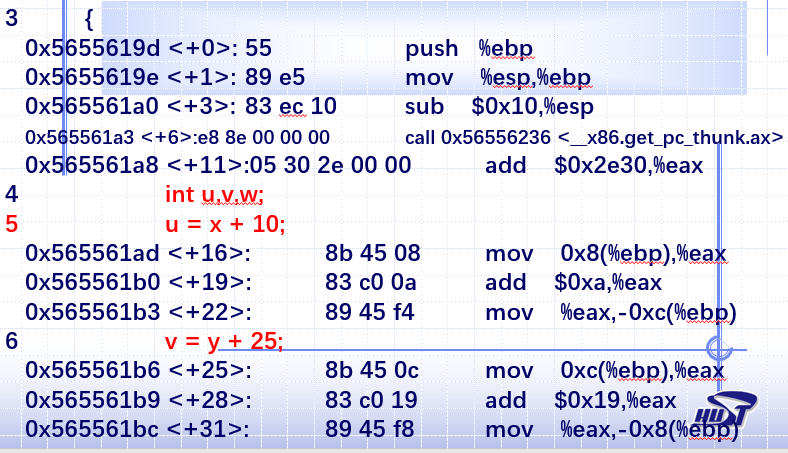 3 {
0x5655619d <+0>: 55 push %ebp
0x5655619e <+1>: 89 e5 mov %esp,%ebp
0x565561a0 <+3>: 83 ec 10 sub $0x10,%esp
0x565561a3 <+6>:e8 8e 00 00 00 call 0x56556236 <__x86.get_pc_thunk.ax>
0x565561a8 <+11>:05 30 2e 00 00 add $0x2e30,%eax
4 int u,v,w;
5 u = x + 10;
0x565561ad <+16>: 8b 45 08 mov 0x8(%ebp),%eax
0x565561b0 <+19>: 83 c0 0a add $0xa,%eax
0x565561b3 <+22>: 89 45 f4 mov %eax,-0xc(%ebp)
6 v = y + 25;
0x565561b6 <+25>: 8b 45 0c mov 0xc(%ebp),%eax
0x565561b9 <+28>: 83 c0 19 add $0x19,%eax
0x565561bc <+31>: 89 45 f8 mov %eax,-0x8(%ebp)
HUST